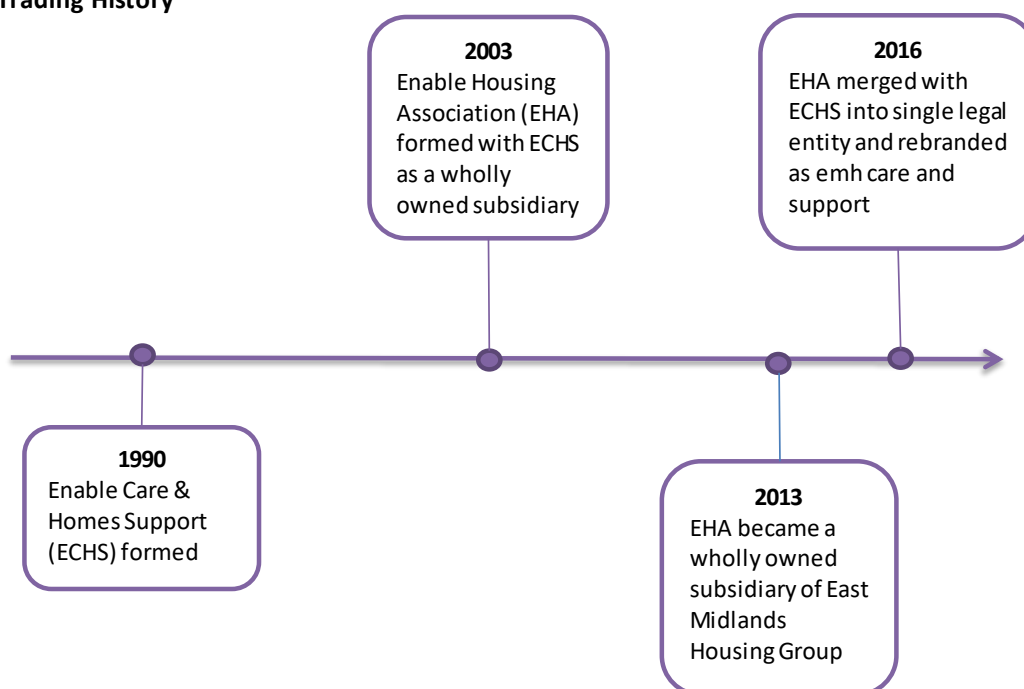 Trading History
2003
Enable Housing
Association (EHA)
formed with ECHS
as a wholly
owned subsidiary
2016
EHA merged with
ECHS into single legal
entity and rebranded
as emh care and
support
1990
Enable Care &
Homes Support
(ECHS) formed
2013
EHA became a
wholly owned
subsidiary of East
Midlands
Housing Group